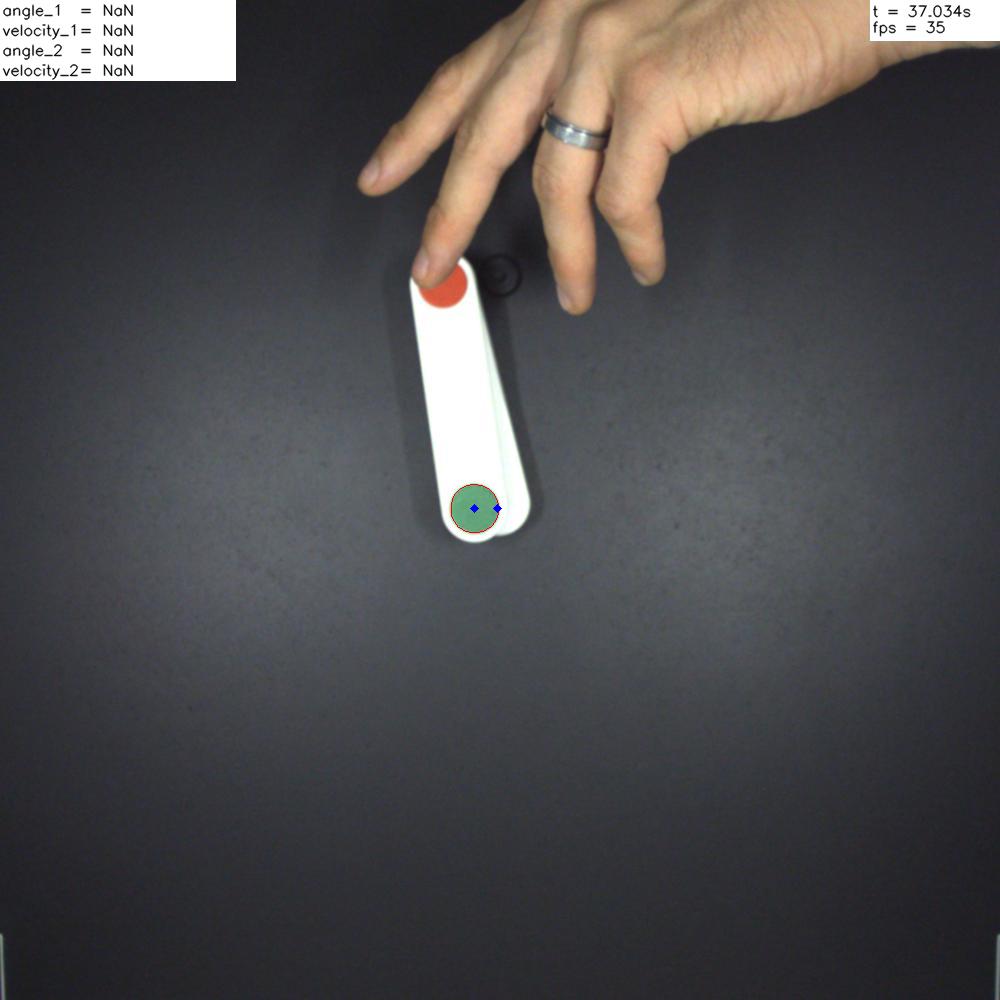 angle_1 = NaN
velocity_1= NaN
angle_2 = NaN
velocity_2= NaN
t = 37.034s
fps = 35